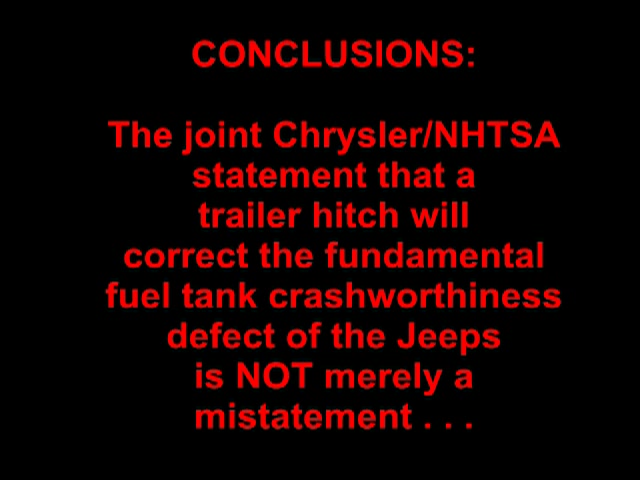 CONCLUSIONS:
The joint Chrysler/NHTSA
statement that a
trailer hitch will
correct the fundamental
fuel tank crashworthiness
defect of the Jeeps
is NOT merely a
mistatement . . .